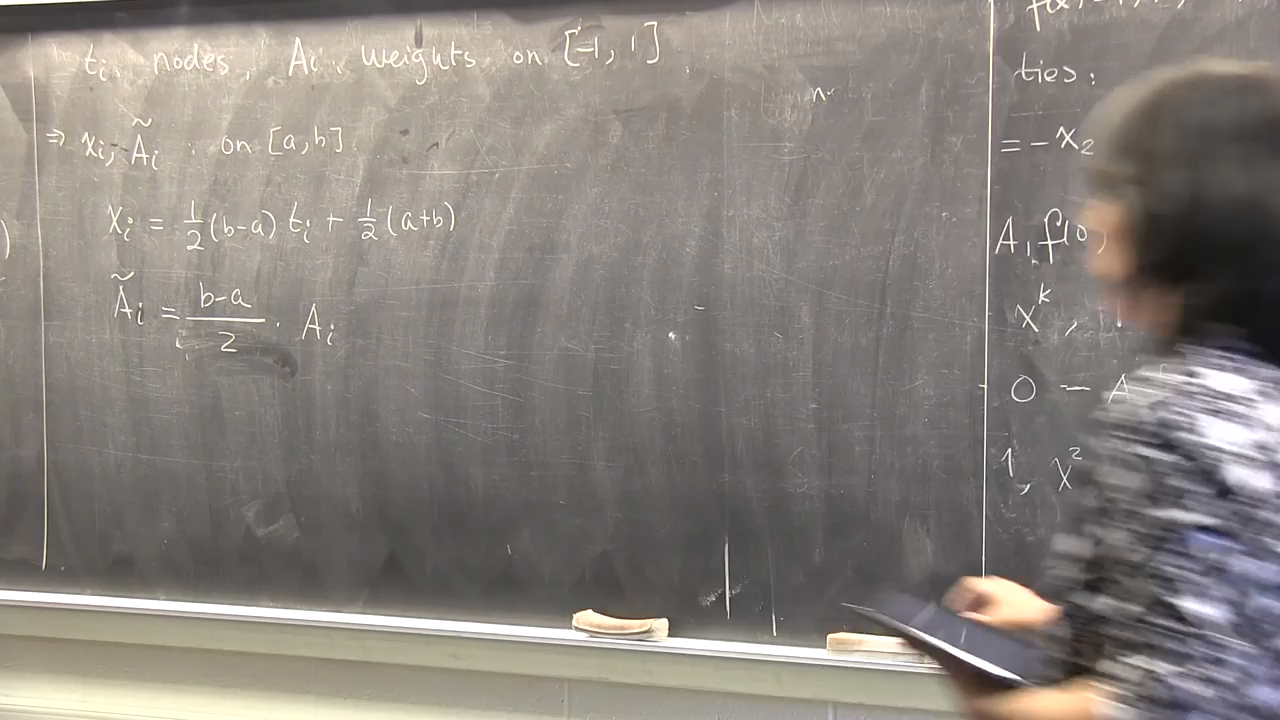 tᵢ nodes, Aᵢ weights on [-1, 1]
⇒ xᵢ, Ãᵢ on [a,b]
xᵢ = 1/2 (b-a) tᵢ + 1/2 (a+b)
Ãᵢ = (b-a)/2 · Aᵢ
ties:
= -x₂
A₁f(0)
xᵏ,
0 - A
1, x²